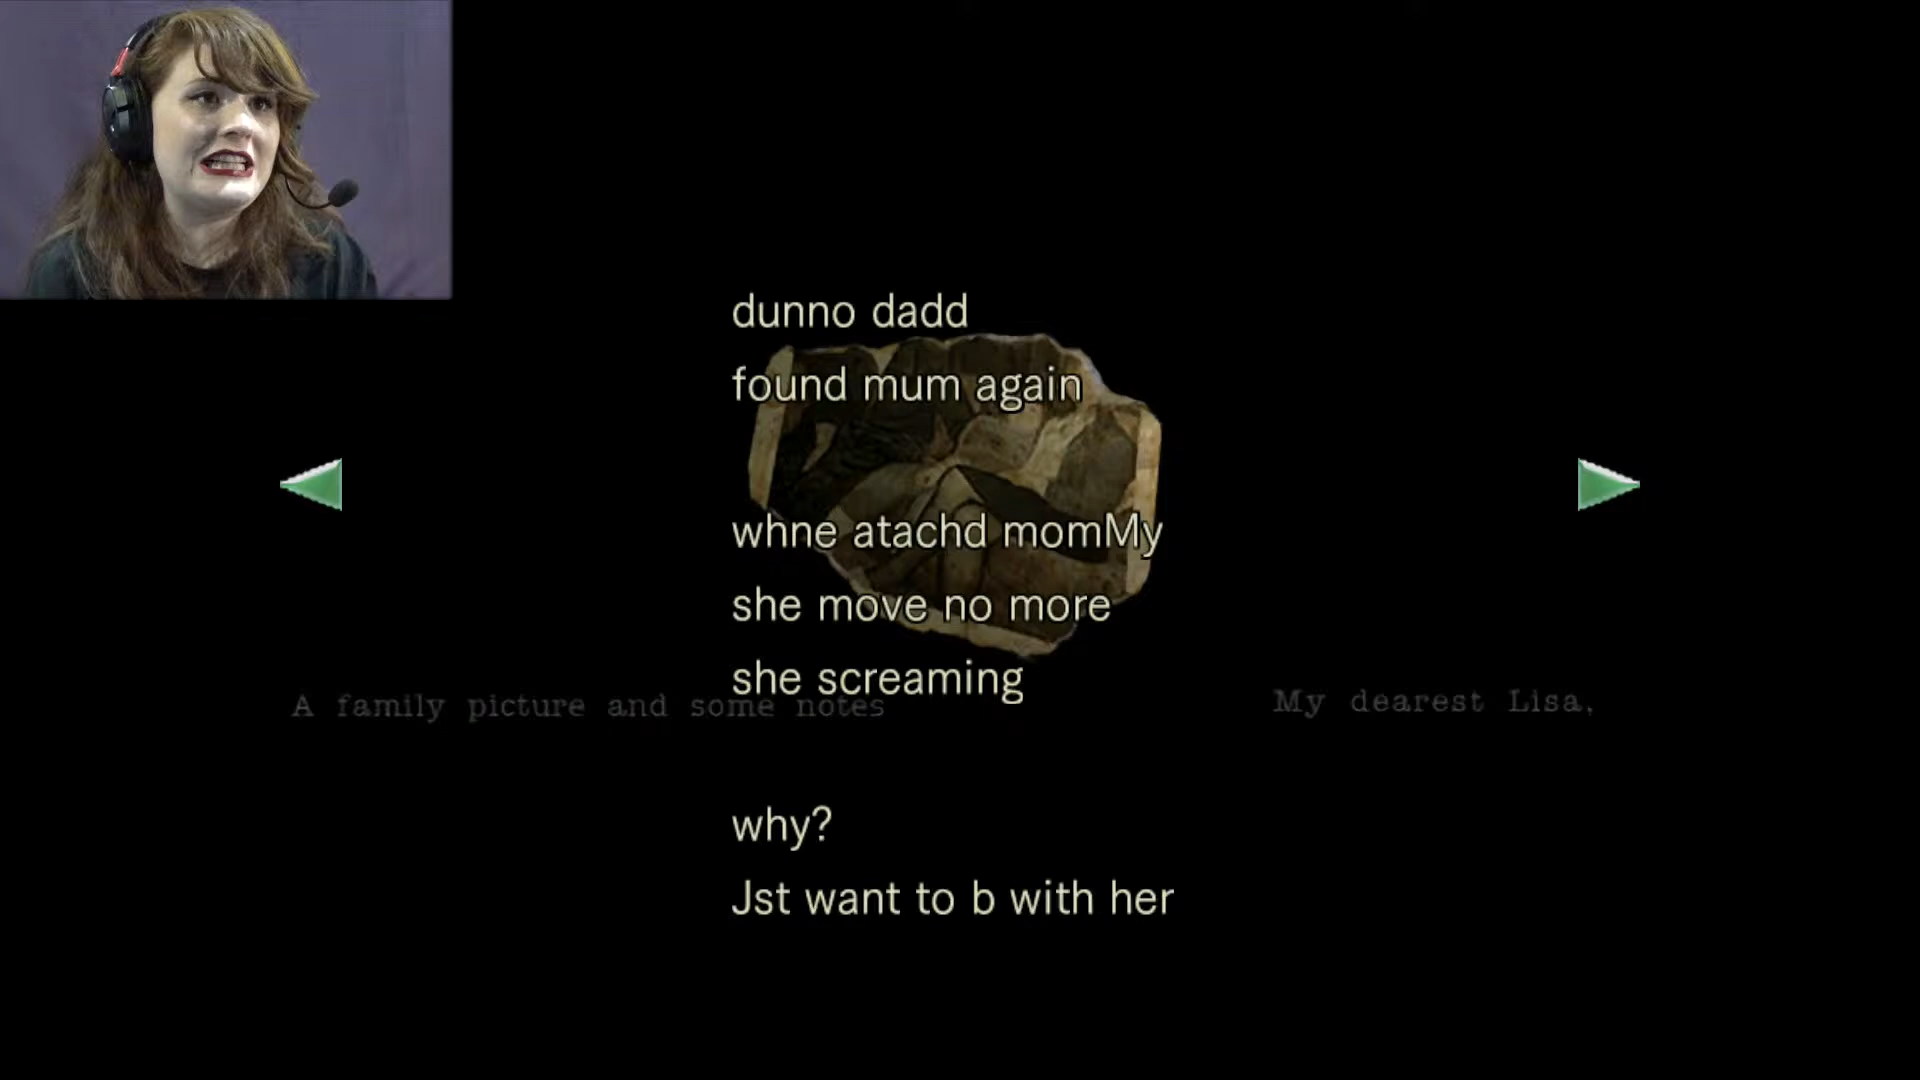 dunno dadd
found mum again
whne atachd momMy
she move no more
she screaming
A family picture and some notes
My dearest Lisa,
why?
Jst want to b with her